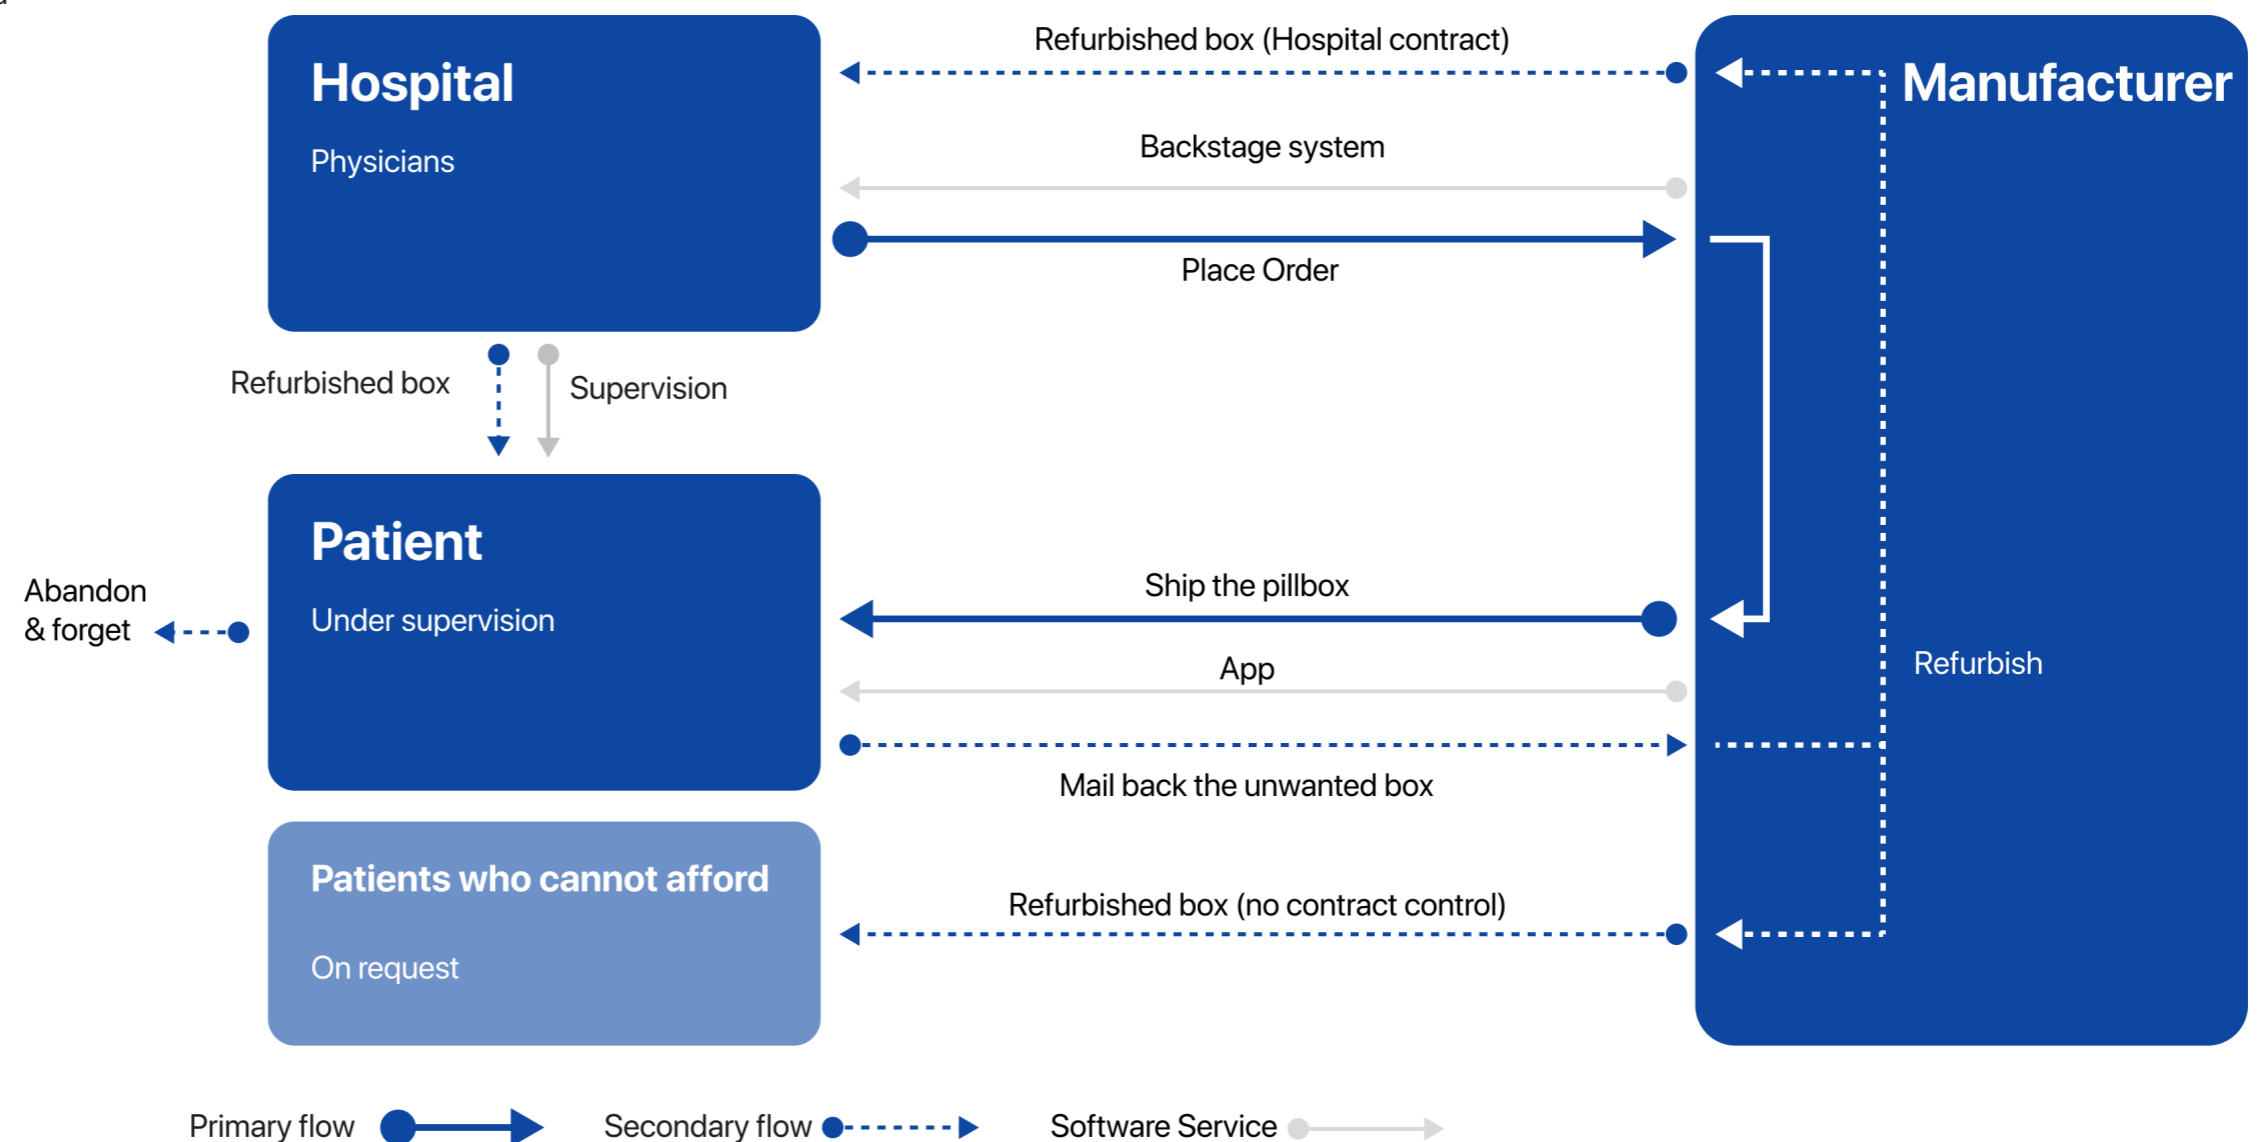 Hospital
Physicians
Refurbished box (Hospital contract)
Backstage system
Place Order
Manufacturer
Refurbished box
Supervision
Patient
Under supervision
Abandon
& forget
Ship the pillbox
App
Mail back the unwanted box
Refurbish
Patients who cannot afford
On request
Refurbished box (no contract control)
Primary flow
Secondary flow
Software Service